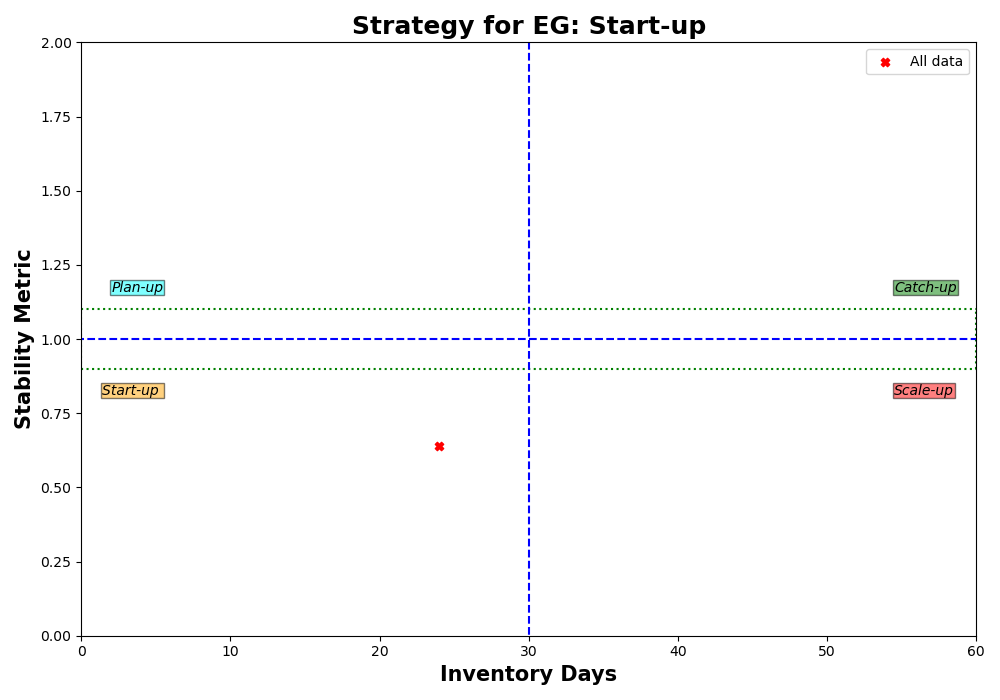 Strategy for EG: Start-up
All data
2.00
1.75
1.50
1.25
1.00
0.75
0.50
0.25
0.00
Stability Metric
Plan-up
Catch-up
Start-up
Scale-up
0
10
20
30
40
50
60
Inventory Days